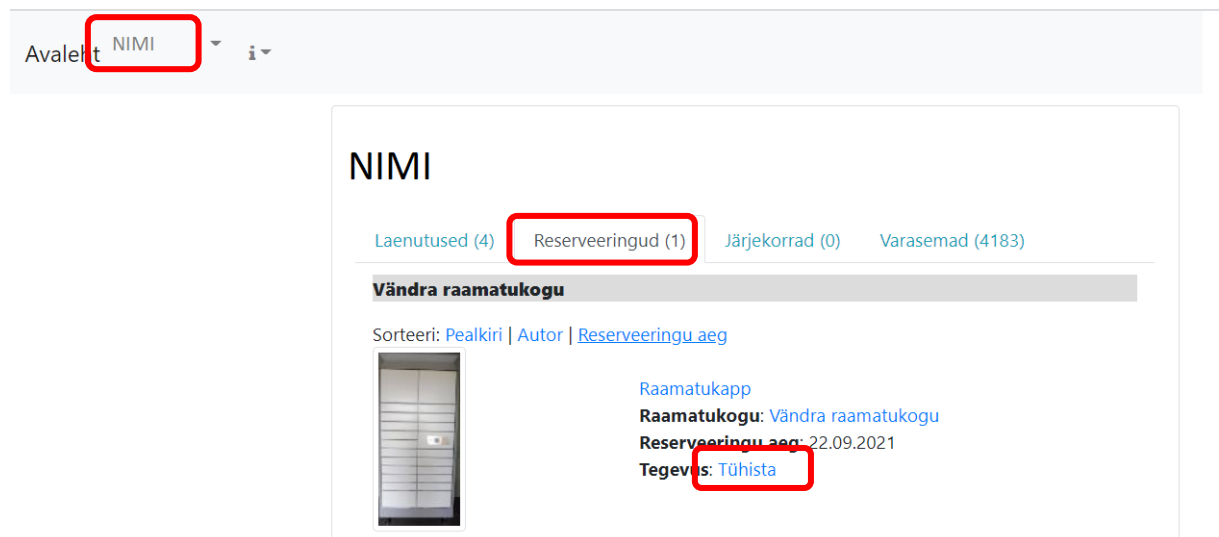 Avaleht NIMI i
NIMI
Laenutused (4) Reserveeringud (1) Järjekorrad (0) Varasemad (4183)
Vändra raamatukogu
Sorteeri: Pealkiri | Autor | Reserveeringu aeg
Raamatukapp
Raamatukogu: Vändra raamatukogu
Reserveeringu aeg: 22.09.2021
Tegevus: Tühista